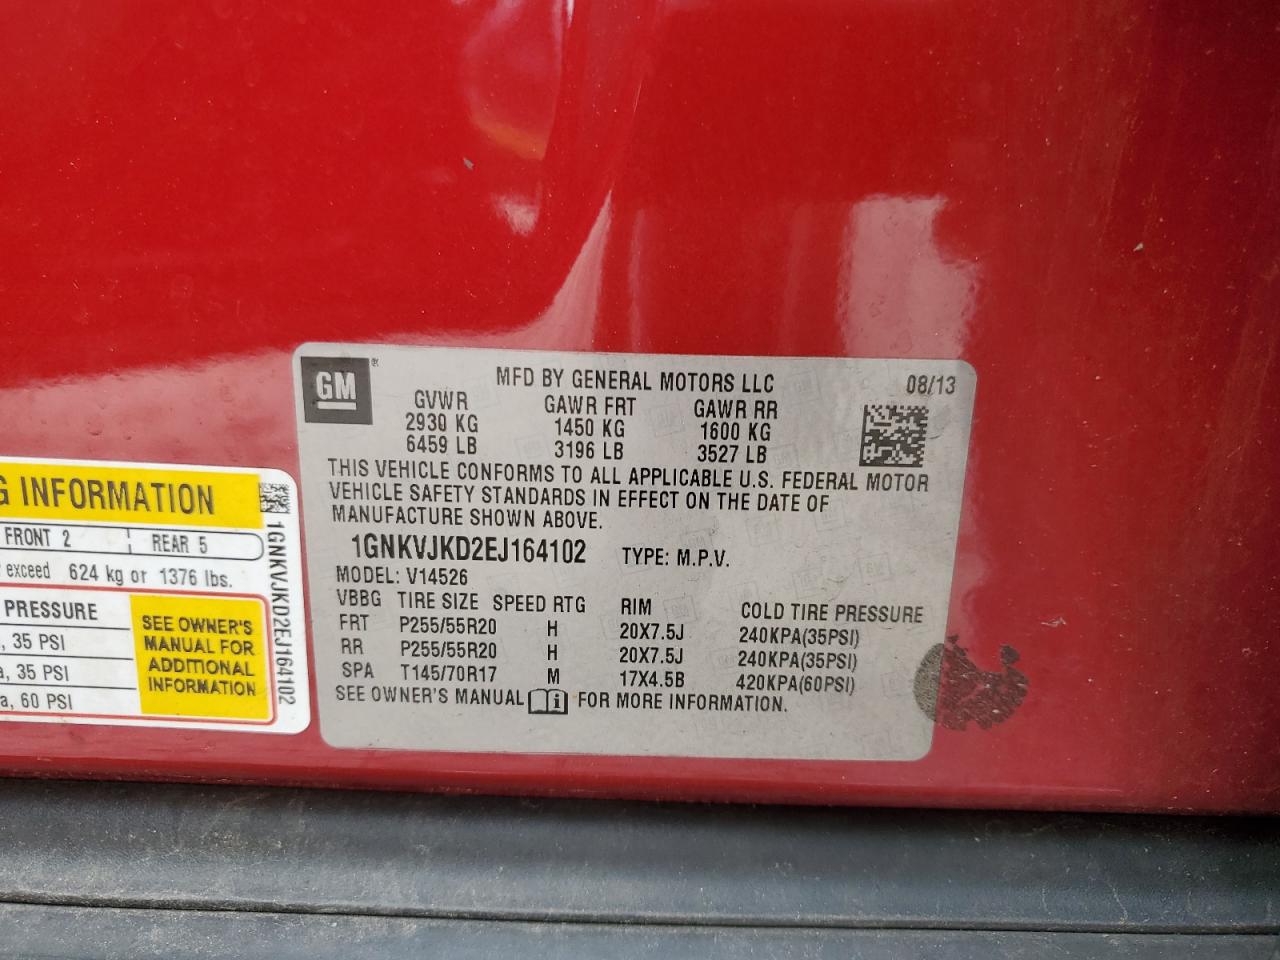 GM
MFD BY GENERAL MOTORS LLC 08/13
GVWR GAWR FRT GAWR RR
2930 KG 1450 KG 1600 KG
6459 LB 3196 LB 3527 LB
THIS VEHICLE CONFORMS TO ALL APPLICABLE U.S. FEDERAL MOTOR
VEHICLE SAFETY STANDARDS IN EFFECT ON THE DATE OF
MANUFACTURE SHOWN ABOVE.
1GNKVJKD2EJ164102 TYPE: M.P.V.
MODEL: V14526
VBBG TIRE SIZE SPEED RTG RIM COLD TIRE PRESSURE
FRT P255/55R20 H 20X7.5J 240KPA(35PSI)
RR P255/55R20 H 20X7.5J 240KPA(35PSI)
SPA T145/70R17 M 17X4.5B 420KPA(60PSI)
SEE OWNER'S MANUAL i FOR MORE INFORMATION.
G INFORMATION
FRONT 2 REAR 5
exceed 624 kg or 1376 lbs.
PRESSURE
, 35 PSI
a, 35 PSI
a, 60 PSI
SEE OWNER'S
MANUAL FOR
ADDITIONAL
INFORMATION
1GNKVJKD2EJ164102